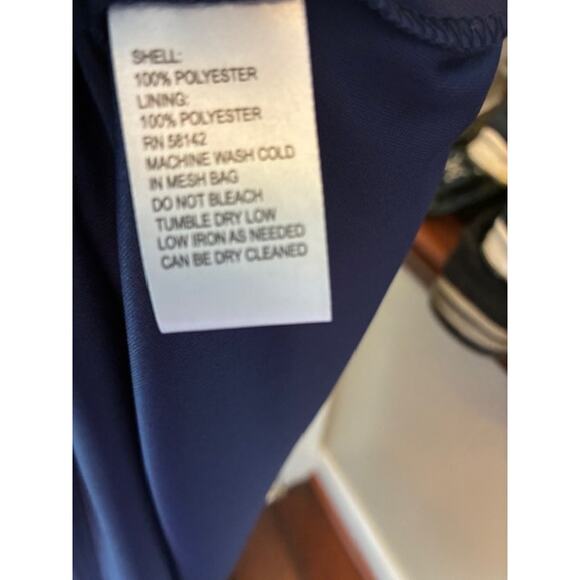 SHELL:
100% POLYESTER
LINING:
100% POLYESTER
RN 58142
MACHINE WASH COLD
IN MESH BAG
DO NOT BLEACH
TUMBLE DRY LOW
LOW IRON AS NEEDED
CAN BE DRY CLEANED